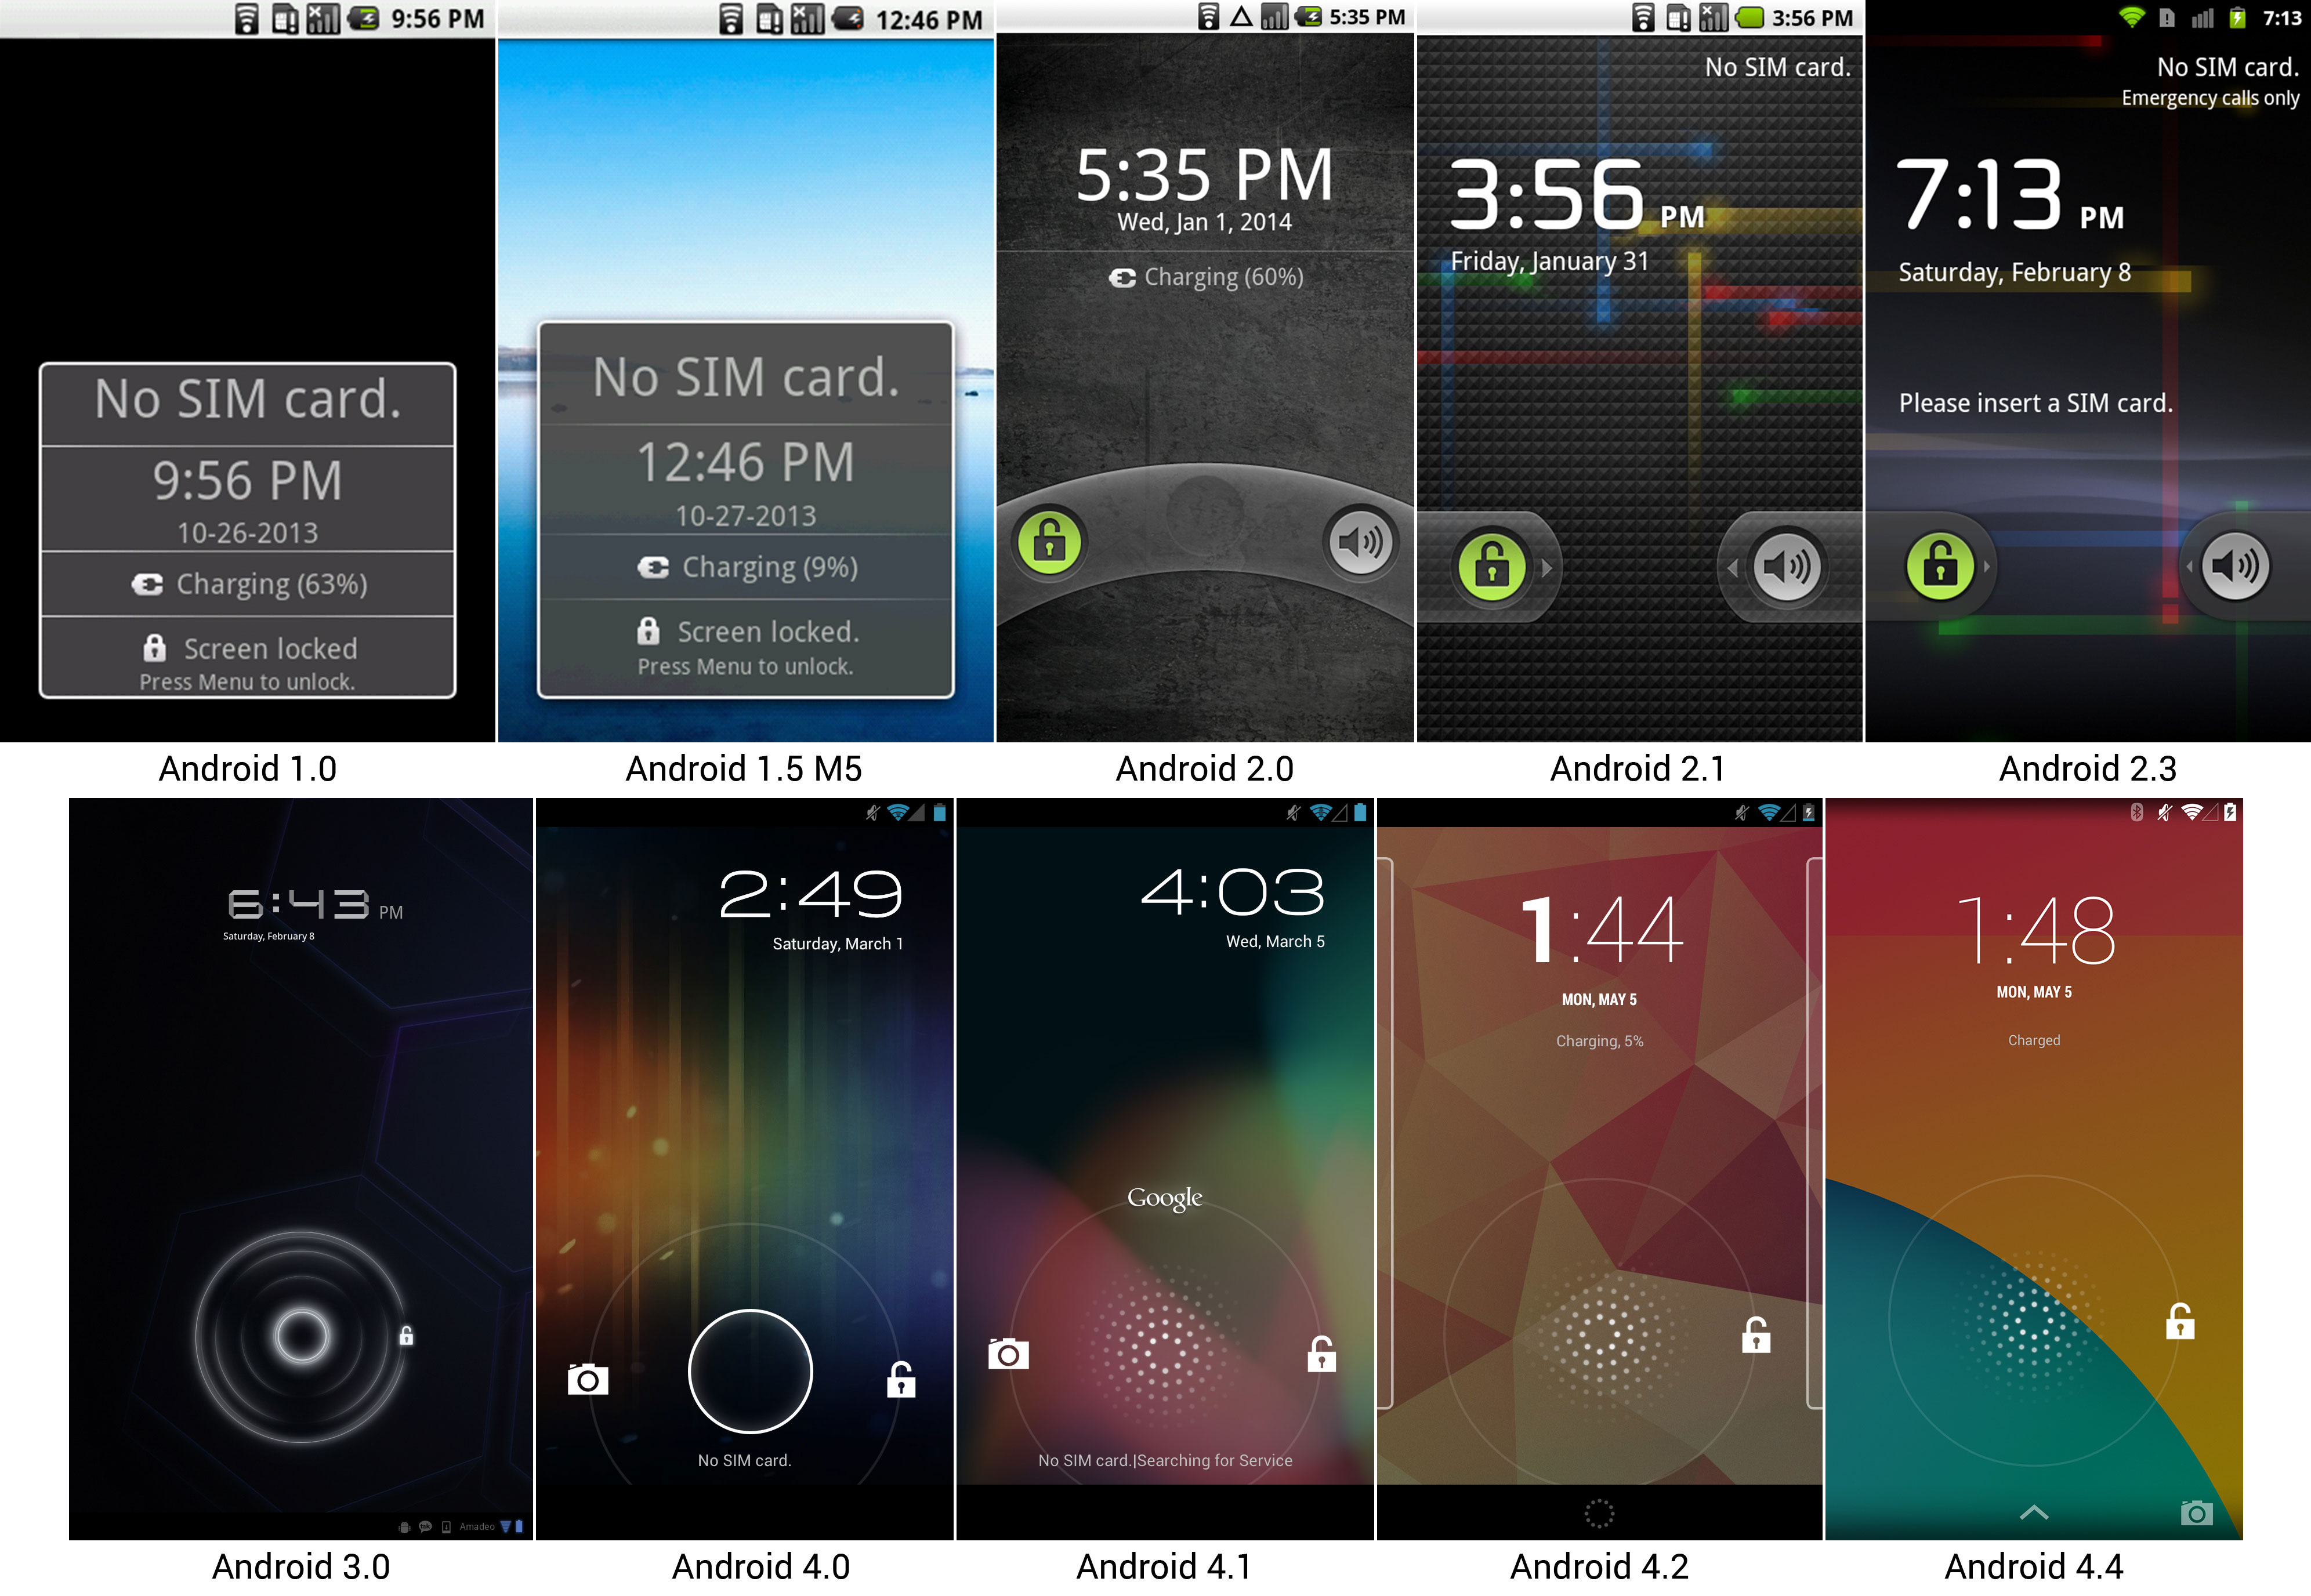 9:56 PM
No SIM card.
9:56 PM
10-26-2013
Charging (63%)
Screen locked
Press Menu to unlock.
Android 1.0
12:46 PM
No SIM card.
12:46 PM
10-27-2013
Charging (9%)
Screen locked.
Press Menu to unlock.
Android 1.5 M5
5:35 PM
5:35 PM
Wed, Jan 1, 2014
Charging (60%)
Android 2.0
3:56 PM
No SIM card.
3:56 PM
Friday, January 31
Android 2.1
7:13
No SIM card.
Emergency calls only
7:13 PM
Saturday, February 8
Please insert a SIM card.
Android 2.3
6:43 PM
Saturday, February 8
Amadeo
Android 3.0
2:49
Saturday, March 1
No SIM card.
Android 4.0
4:03
Wed, March 5
Google
No SIM card.|Searching for Service
Android 4.1
1:44
MON, MAY 5
Charging, 5%
Android 4.2
1:48
MON, MAY 5
Charged
Android 4.4